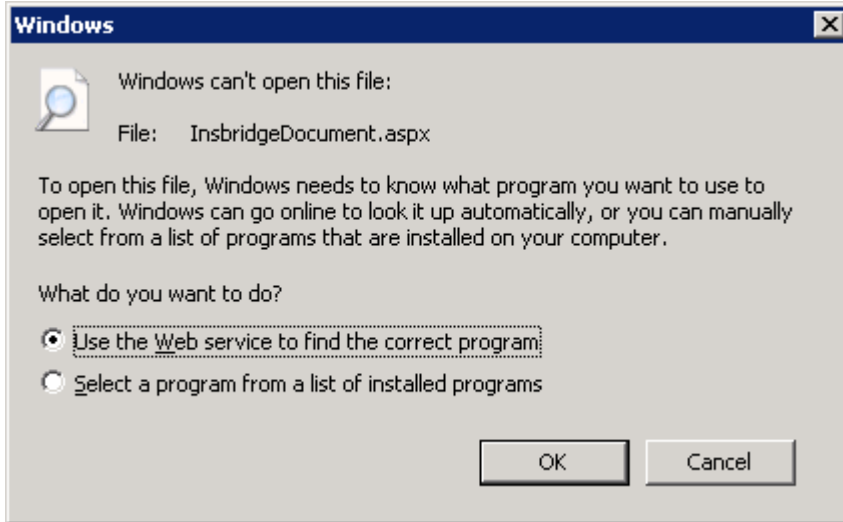 Windows
Windows can't open this file:
File: InsbridgeDocument.aspx
To open this file, Windows needs to know what program you want to use to
open it. Windows can go online to look it up automatically, or you can manually
select from a list of programs that are installed on your computer.
What do you want to do?
Use the Web service to find the correct program
Select a program from a list of installed programs
OK Cancel